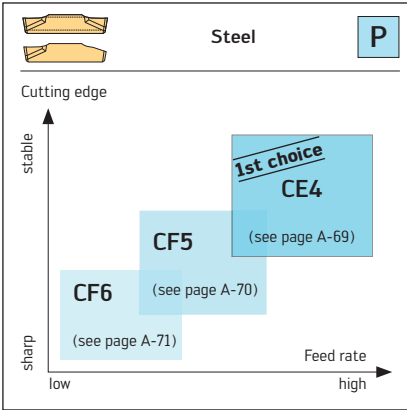 Steel
P
Cutting edge
stable
1st choice
CE4
(see page A-69)
CF5
(see page A-70)
CF6
(see page A-71)
sharp
Feed rate
low
high